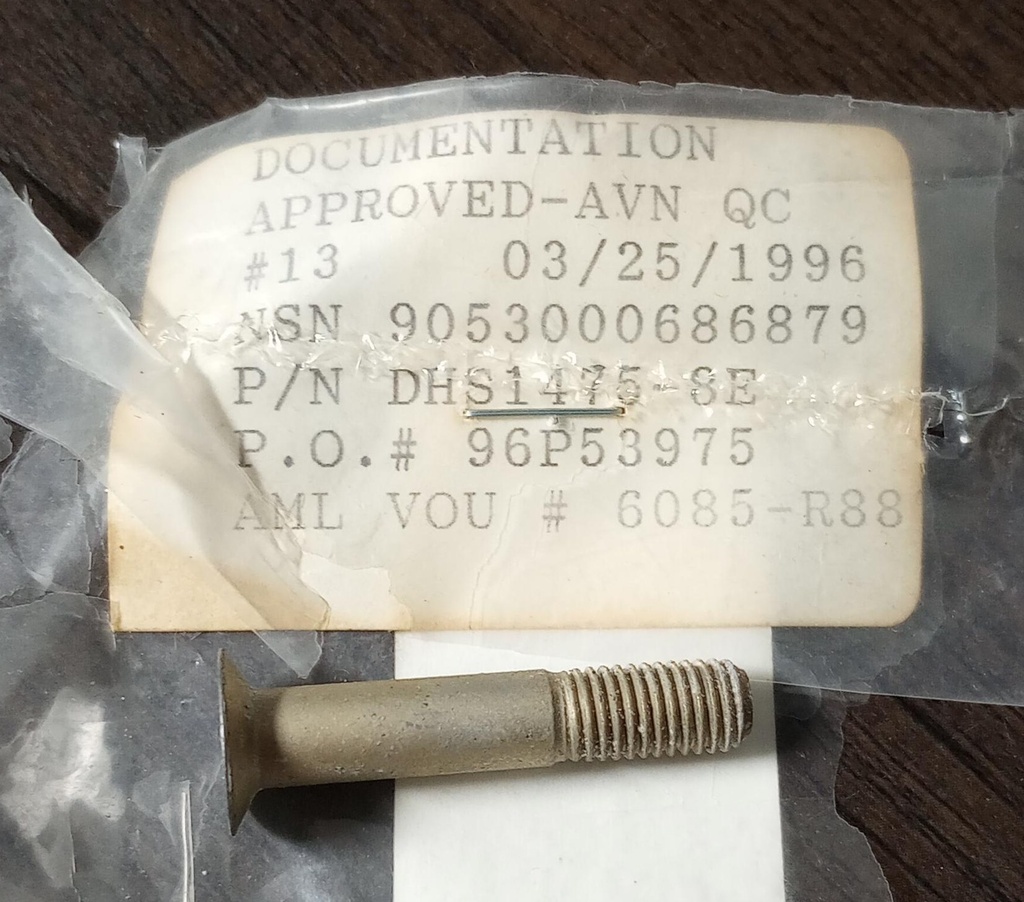 DOCUMENTATION
APPROVED-AVN QC
#13 03/25/1996
NSN 9053000686879
P/N DHS1475-8E
P.O.# 96P53975
AML VOU # 6085-R88